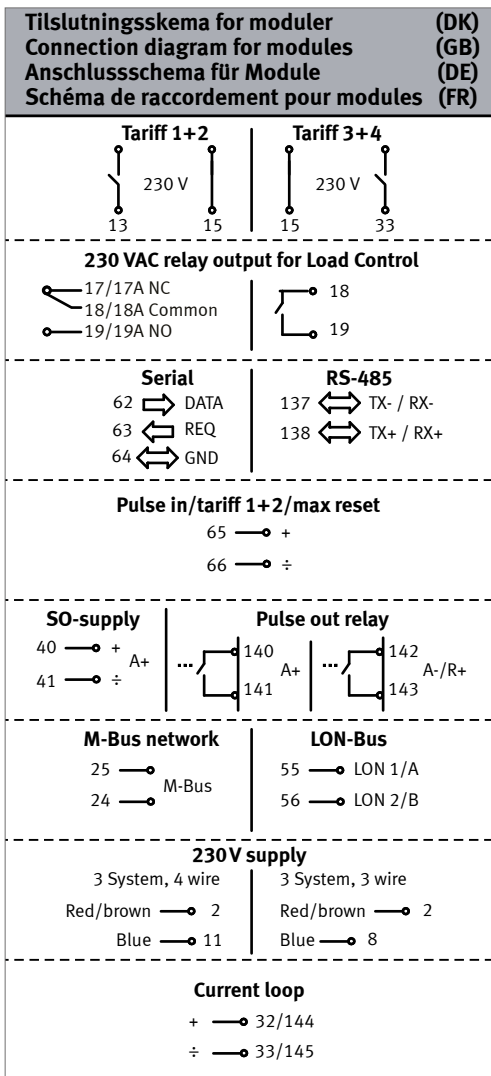 Tilslutningsskema for moduler (DK)
Connection diagram for modules (GB)
Anschlussschema für Module (DE)
Schéma de raccordement pour modules (FR)
Tariff 1+2
230 V
13 15
Tariff 3+4
230 V
15 33
230 VAC relay output for Load Control
17/17A NC
18/18A Common
19/19A NO
18
19
Serial
62 DATA
63 REQ
64 GND
RS-485
137 TX- / RX-
138 TX+ / RX+
Pulse in/tariff 1+2/max reset
65 +
66 ÷
SO-supply
40 +
A+
41 ÷
Pulse out relay
140
A+
141
142
A-/R+
143
M-Bus network
25
M-Bus
24
LON-Bus
55 LON 1/A
56 LON 2/B
230V supply
3 System, 4 wire
Red/brown 2
Blue 11
3 System, 3 wire
Red/brown 2
Blue 8
Current loop
+ 32/144
÷ 33/145